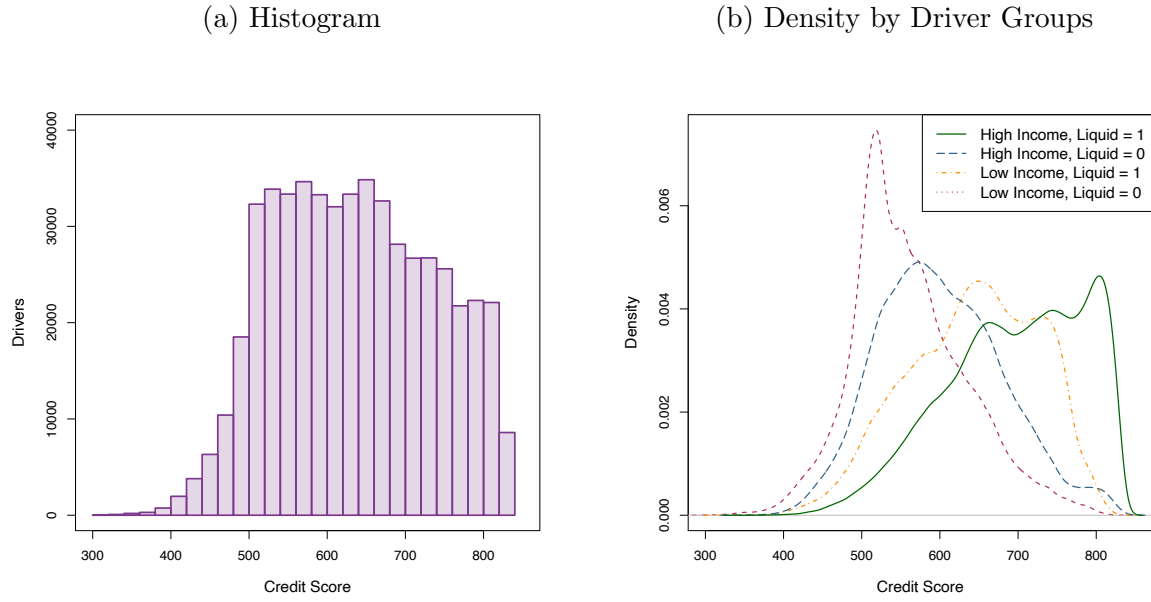 (a) Histogram
Drivers
0
10000
20000
30000
40000
300 400 500 600 700 800
Credit Score
(b) Density by Driver Groups
High Income, Liquid = 1
High Income, Liquid = 0
Low Income, Liquid = 1
Low Income, Liquid = 0
Density
0.000
0.002
0.004
0.006
300 400 500 600 700 800
Credit Score